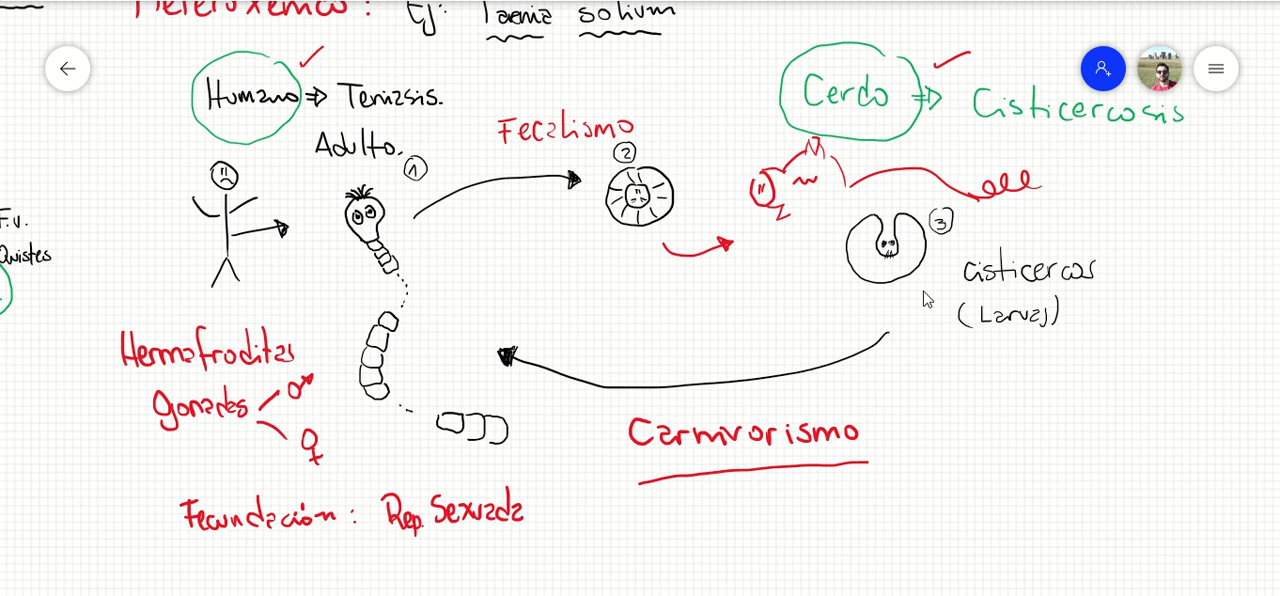 Heteroxenos: Ej: Taenia solium
Humano ⇒ Teniasis.
Adulto.
1
Fecalismo
2
Cerdo ⇒ Cisticercosis
3
cisticercos
(Larvas)
F.V.
Quistes
Hermafroditas
gonadas ♂
♀
Carnivorismo
Fecundación: Rep. Sexuada